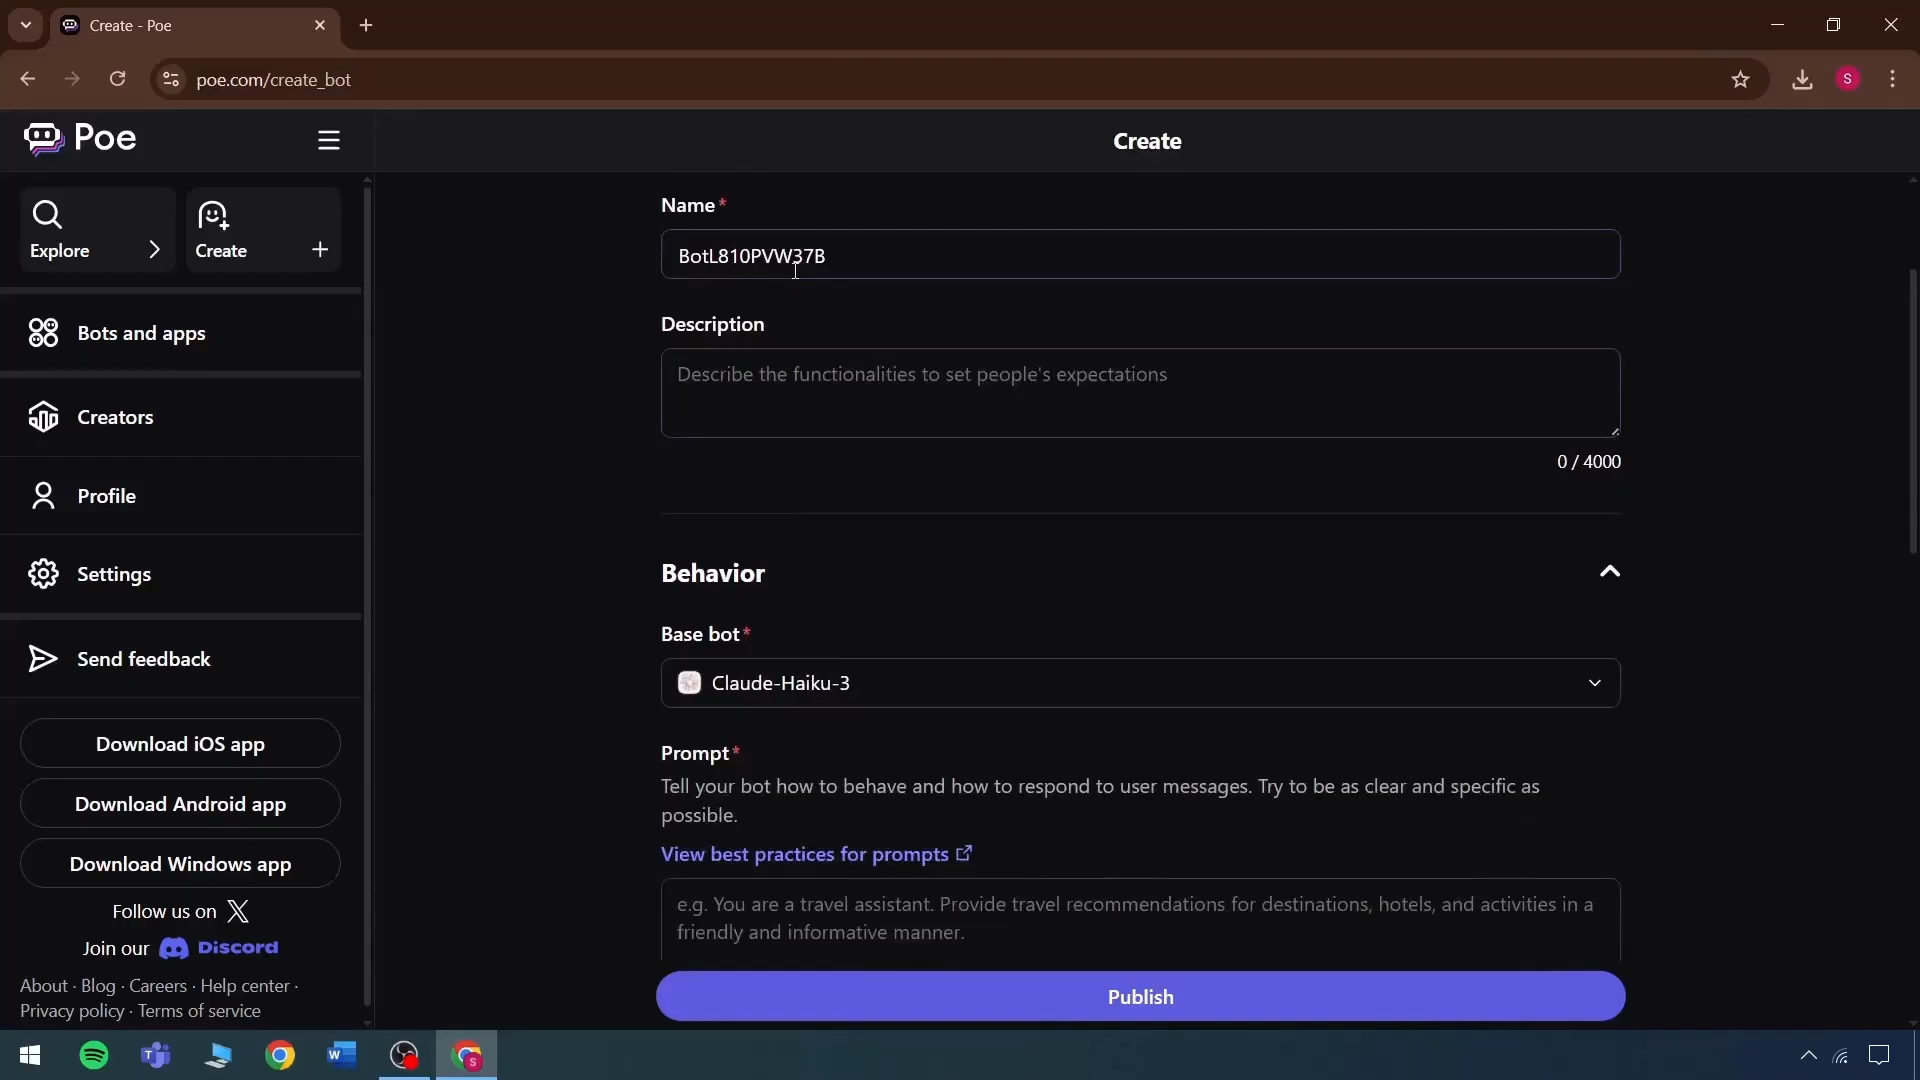 Create - Poe
poe.com/create_bot
S
Poe
Create
Explore
Create
Bots and apps
Creators
Profile
Settings
Send feedback
Download iOS app
Download Android app
Download Windows app
Follow us on X
Join our Discord
About · Blog · Careers · Help center ·
Privacy policy · Terms of service
Name*
BotL810PVW37B
Description
Describe the functionalities to set people's expectations
0 / 4000
Behavior
Base bot*
Claude-Haiku-3
Prompt*
Tell your bot how to behave and how to respond to user messages. Try to be as clear and specific as
possible.
View best practices for prompts
e.g. You are a travel assistant. Provide travel recommendations for destinations, hotels, and activities in a
friendly and informative manner.
Publish